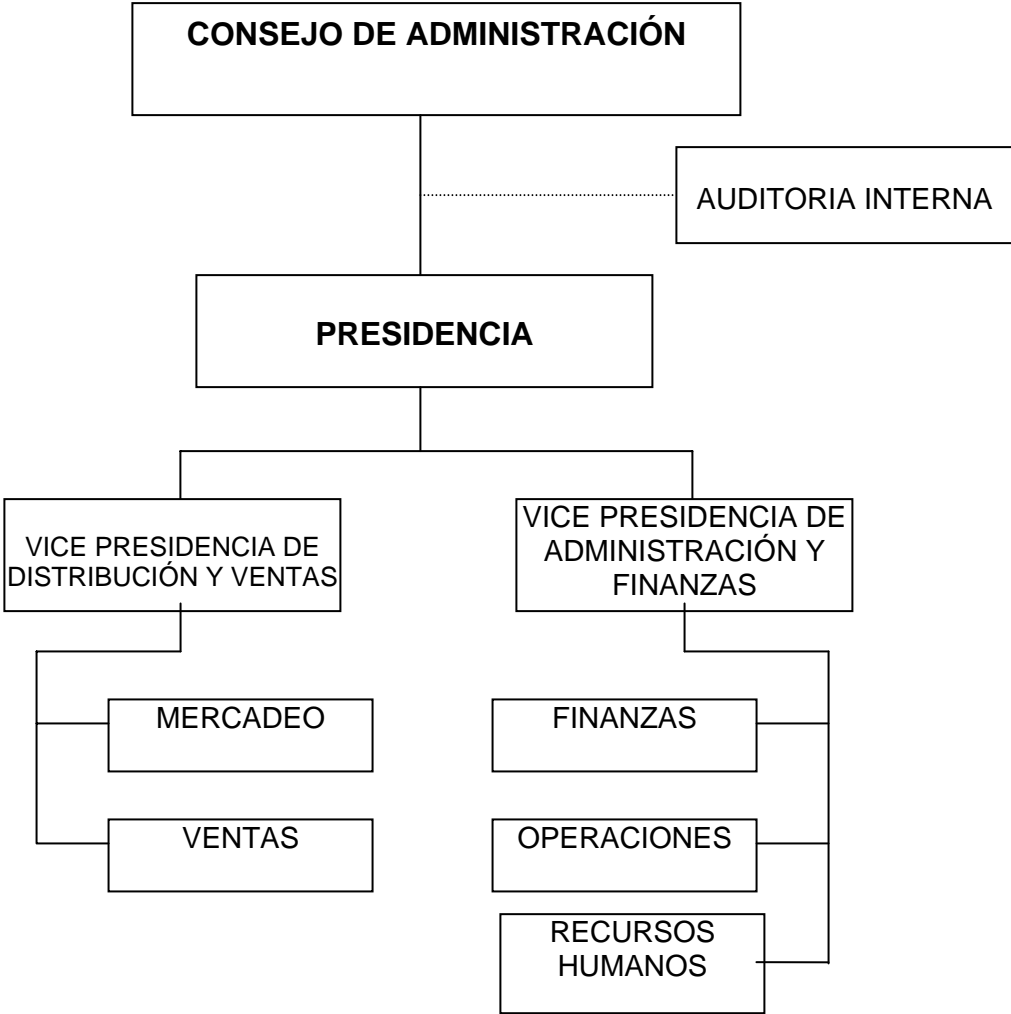 CONSEJO DE ADMINISTRACIÓN
AUDITORIA INTERNA
PRESIDENCIA
VICE PRESIDENCIA DE
DISTRIBUCIÓN Y VENTAS
VICE PRESIDENCIA DE
ADMINISTRACIÓN Y
FINANZAS
MERCADEO
VENTAS
FINANZAS
OPERACIONES
RECURSOS
HUMANOS